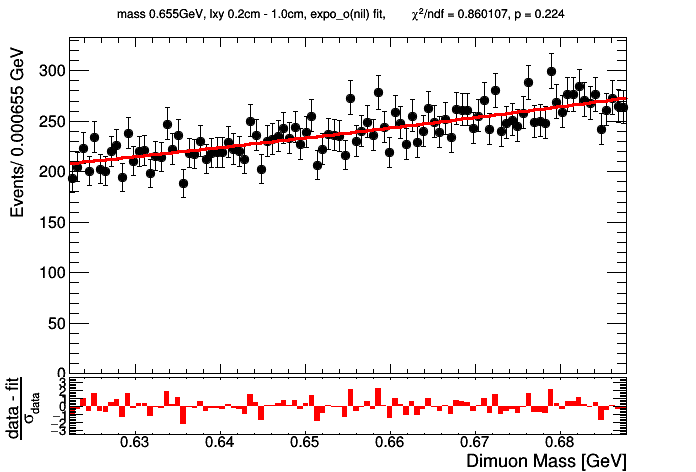 mass 0.655GeV, lxy 0.2cm - 1.0cm, expo_o(nil) fit, χ²/ndf = 0.860107, p = 0.224
Events/ 0.000655 GeV
300
250
200
150
100
50
0
data - fit
σdata
3
2
1
0
−1
−2
−3
0.63 0.64 0.65 0.66 0.67 0.68
Dimuon Mass [GeV]